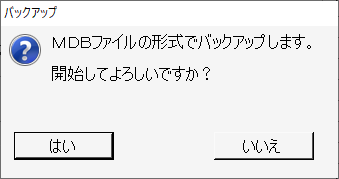 バックアップ
ＭＤＢファイルの形式でバックアップします。
開始してよろしいですか？
はい
いいえ